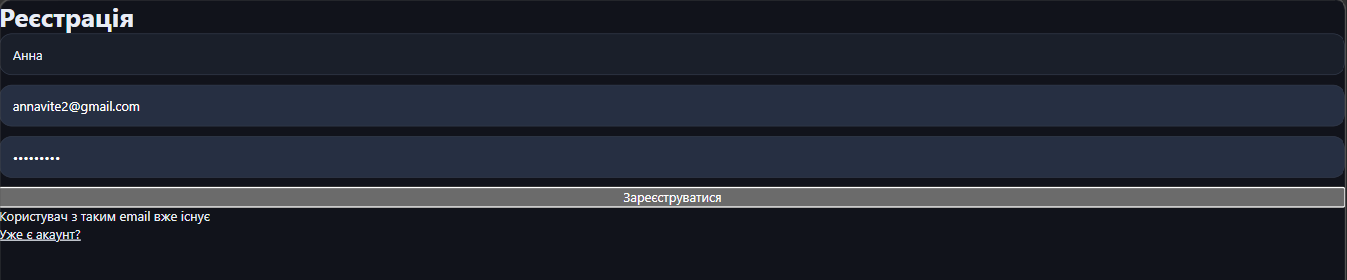 Реєстрація
Анна
annavite2@gmail.com
•••••••••
Зареєструватися
Користувач з таким email вже існує
Уже є акаунт?